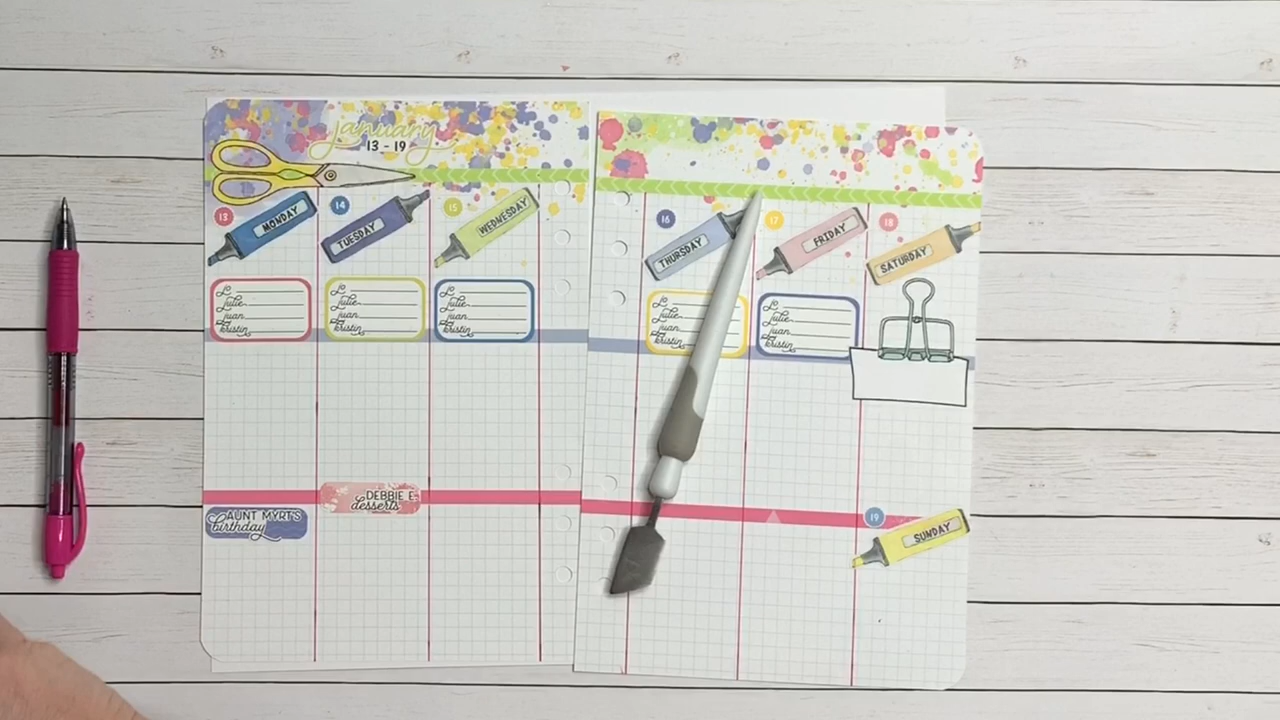 january
13 - 19
13
MONDAY
14
TUESDAY
15
WEDNESDAY
16
THURSDAY
17
FRIDAY
18
SATURDAY
julie
juan
kristin
julie
juan
kristin
julie
juan
kristin
julie
juan
kristin
julie
juan
kristin
DEBBIE E.
desserts
AUNT MYRT'S
birthday
19
SUNDAY